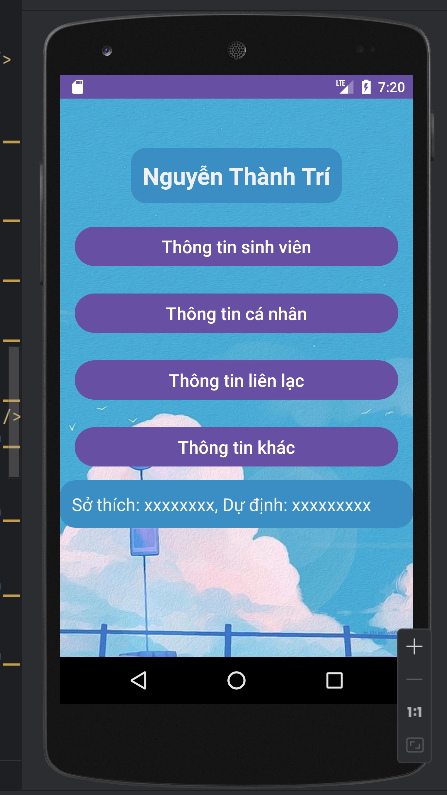 />
LTE 7:20
Nguyễn Thành Trí
Thông tin sinh viên
Thông tin cá nhân
Thông tin liên lạc
Thông tin khác
/>
Sở thích: xxxxxxxx, Dự định: xxxxxxxxx
1:1